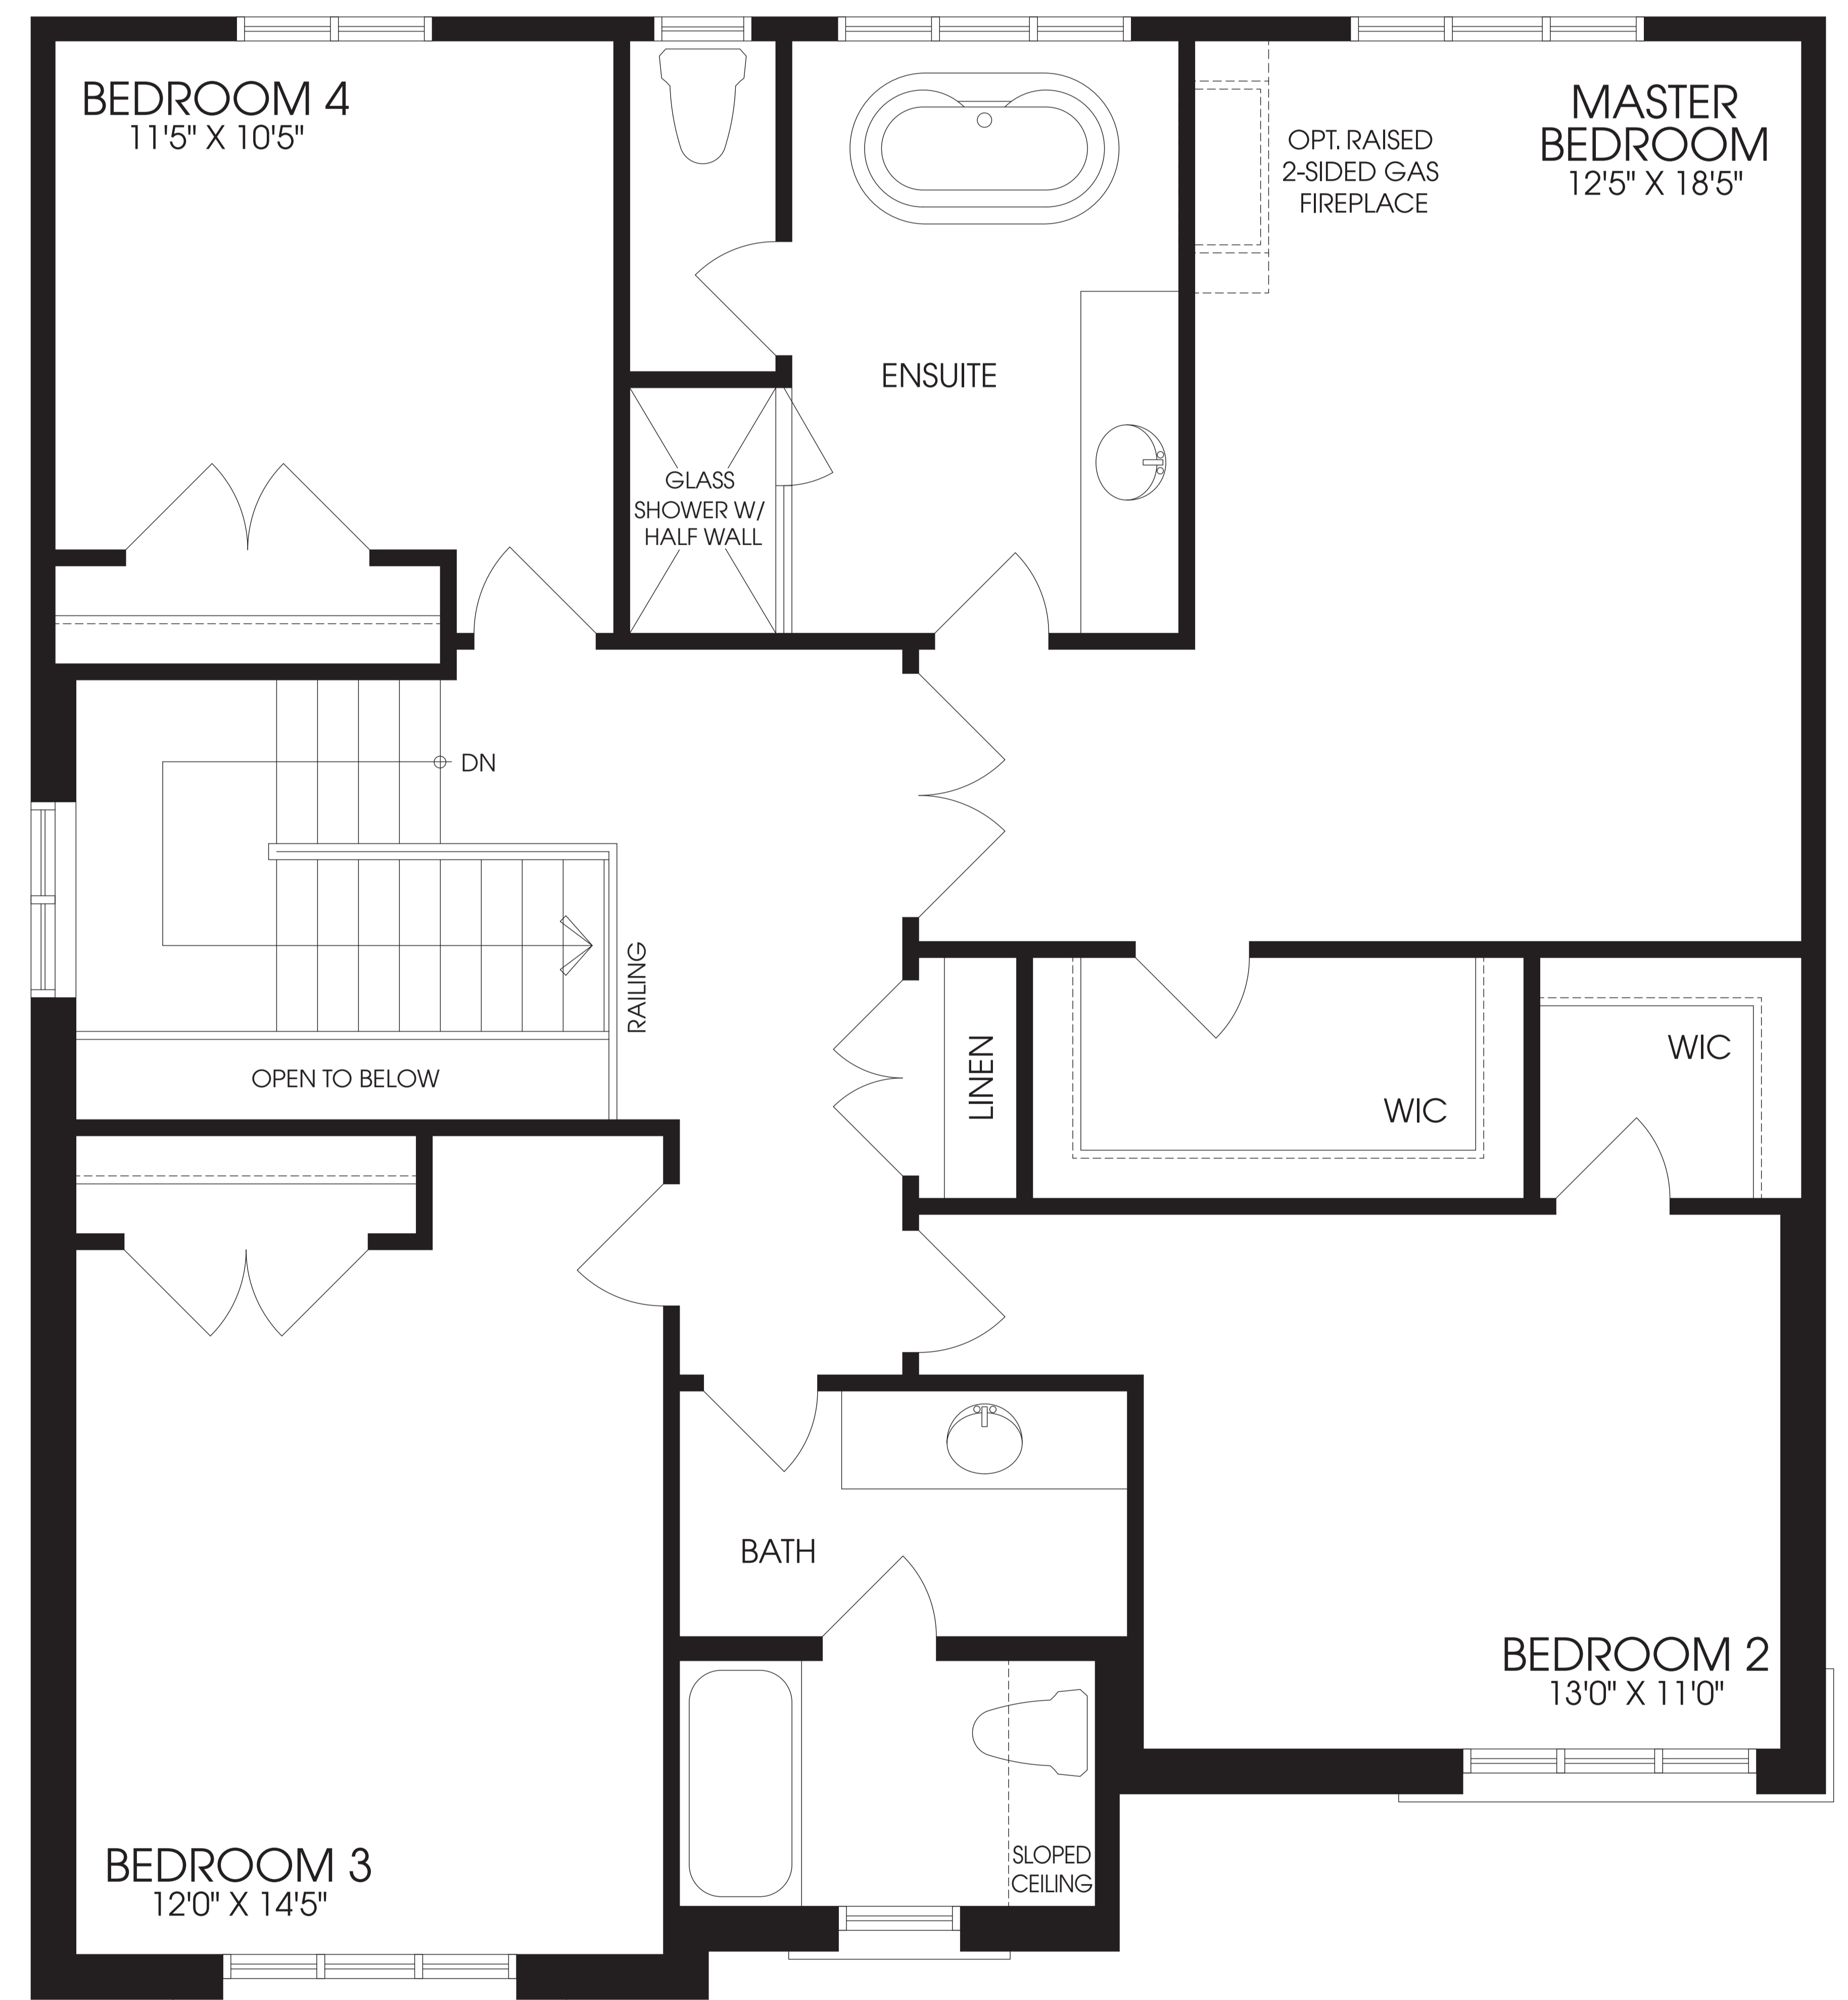 BEDROOM 4
11'5" X 10'5"
MASTER
BEDROOM
12'5" X 18'5"
OPT. RAISED
2-SIDED GAS
FIREPLACE
ENSUITE
GLASS
SHOWER W/
HALF WALL
DN
RAILING
OPEN TO BELOW
LINEN
WIC
WIC
BATH
BEDROOM 2
13'0" X 11'0"
SLOPED
CEILING
BEDROOM 3
12'0" X 14'5"